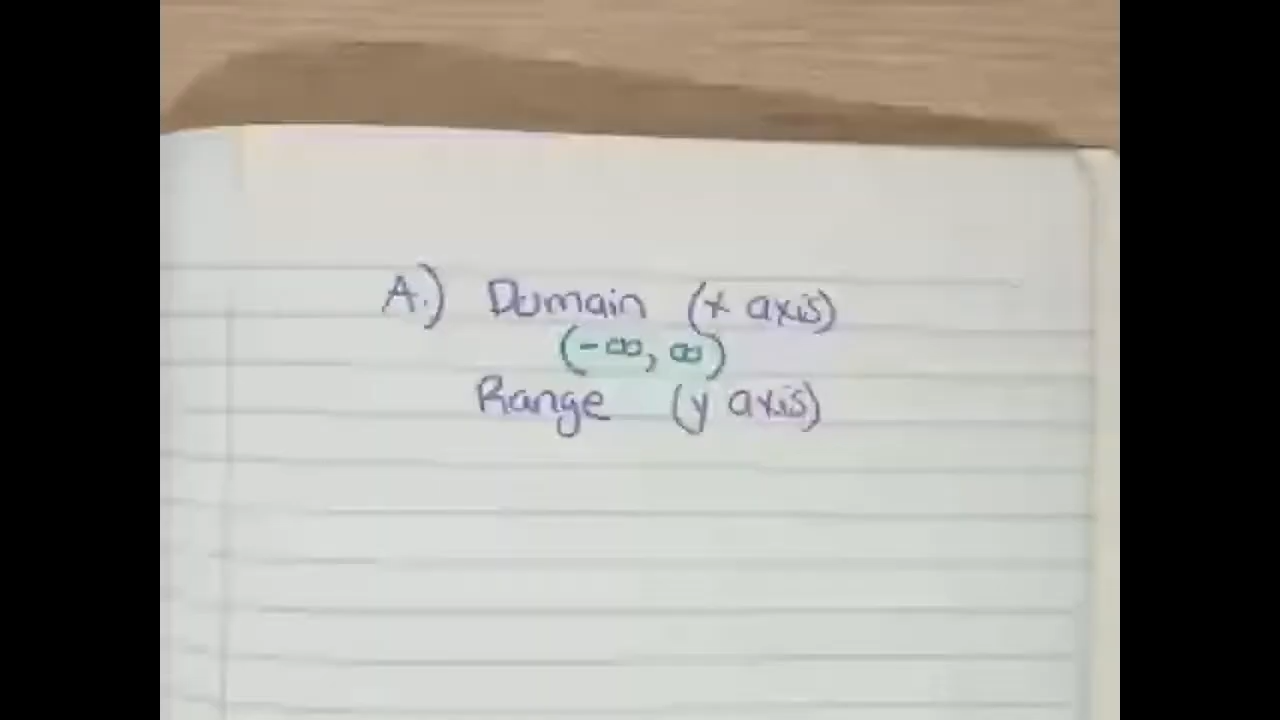 A.) Domain (x axis)
(-∞, ∞)
Range (y axis)